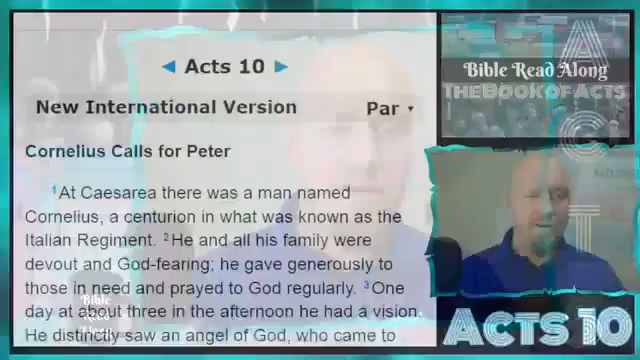 ◄ Acts 10 ►
New International Version
Par ▾
Cornelius Calls for Peter
1At Caesarea there was a man named
Cornelius, a centurion in what was known as the
Italian Regiment. 2He and all his family were
devout and God-fearing; he gave generously to
those in need and prayed to God regularly. 3One
day at about three in the afternoon he had a vision.
He distinctly saw an angel of God, who came to
Bible
Read
Along
Bible Read Along
The Book of Acts
ACT
Acts 10